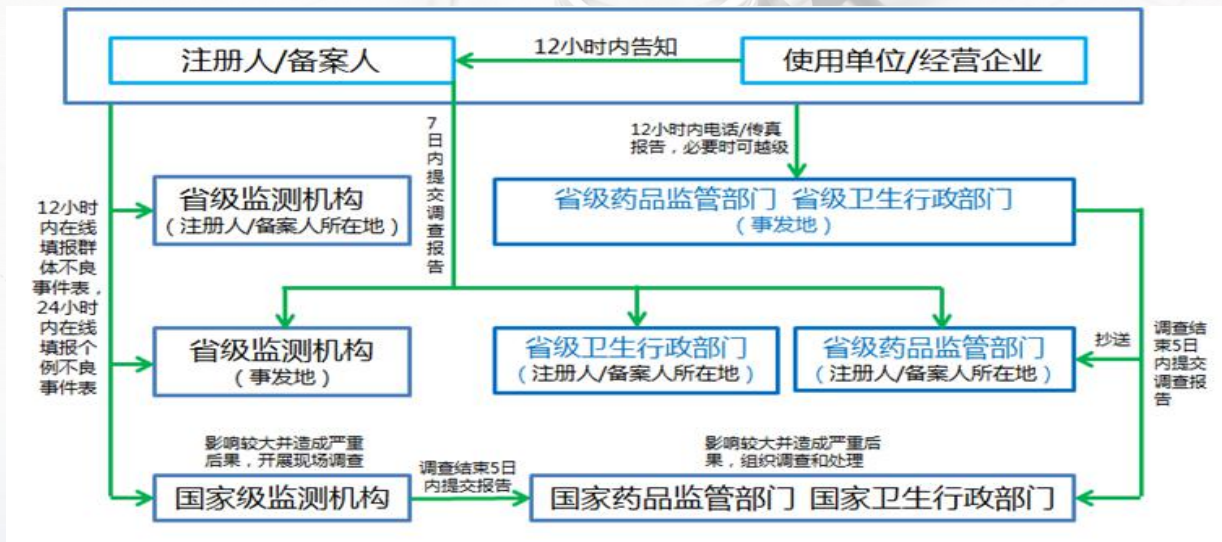 注册人/备案人
12小时内告知
使用单位/经营企业
7
日
内
提
交
调
查
报
告
12小时内电话/传真
报告，必要时可越级
12小时
内在线
填报群
体不良
事件表，
24小时
内在线
填报个
例不良
事件表
省级监测机构
（注册人/备案人所在地）
省级药品监管部门 省级卫生行政部门
（事发地）
省级监测机构
（事发地）
省级卫生行政部门
（注册人/备案人所在地）
省级药品监管部门
（注册人/备案人所在地）
抄送
调查结
束5日
内提交
调查报
告
影响较大并造成严重
后果，开展现场调查
国家级监测机构
调查结束5日
内提交报告
影响较大并造成严重后
果，组织调查和处理
国家药品监管部门 国家卫生行政部门